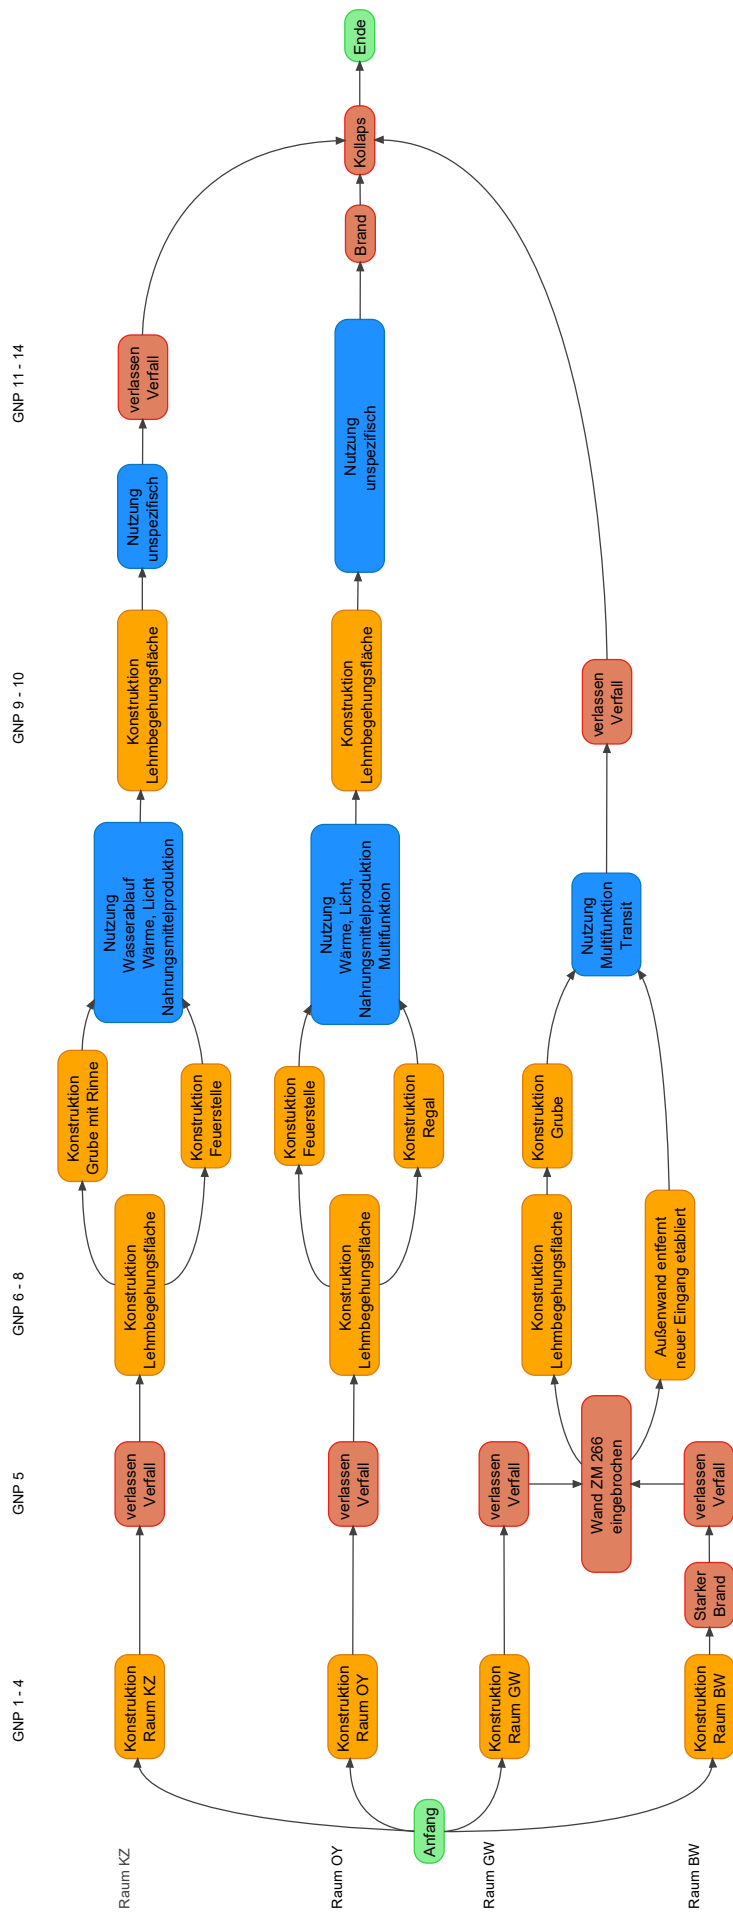 GNP 1 - 4
GNP 5
GNP 6 - 8
GNP 9 - 10
GNP 11 - 14
Raum KZ
Konstruktion
Raum KZ
verlassen
Verfall
Konstruktion
Lehmbegehungsfläche
Konstruktion
Grube mit Rinne
Konstruktion
Feuerstelle
Nutzung
Wasserablauf
Wärme, Licht
Nahrungsmittelproduktion
Konstruktion
Lehmbegehungsfläche
Nutzung
unspezifisch
verlassen
Verfall
Raum OY
Konstruktion
Raum OY
verlassen
Verfall
Konstruktion
Lehmbegehungsfläche
Konstuktion
Feuerstelle
Konstruktion
Regal
Nutzung
Wärme, Licht,
Nahrungsmittelproduktion
Multifunktion
Konstruktion
Lehmbegehungsfläche
Nutzung
unspezifisch
Brand
Kollaps
Ende
Anfang
Raum GW
Konstruktion
Raum GW
verlassen
Verfall
Wand ZM 266
eingebrochen
Konstruktion
Lehmbegehungsfläche
Konstruktion
Grube
Außenwand entfernt
neuer Eingang etabliert
Nutzung
Multifunktion
Transit
verlassen
Verfall
Raum BW
Konstruktion
Raum BW
Starker
Brand
verlassen
Verfall